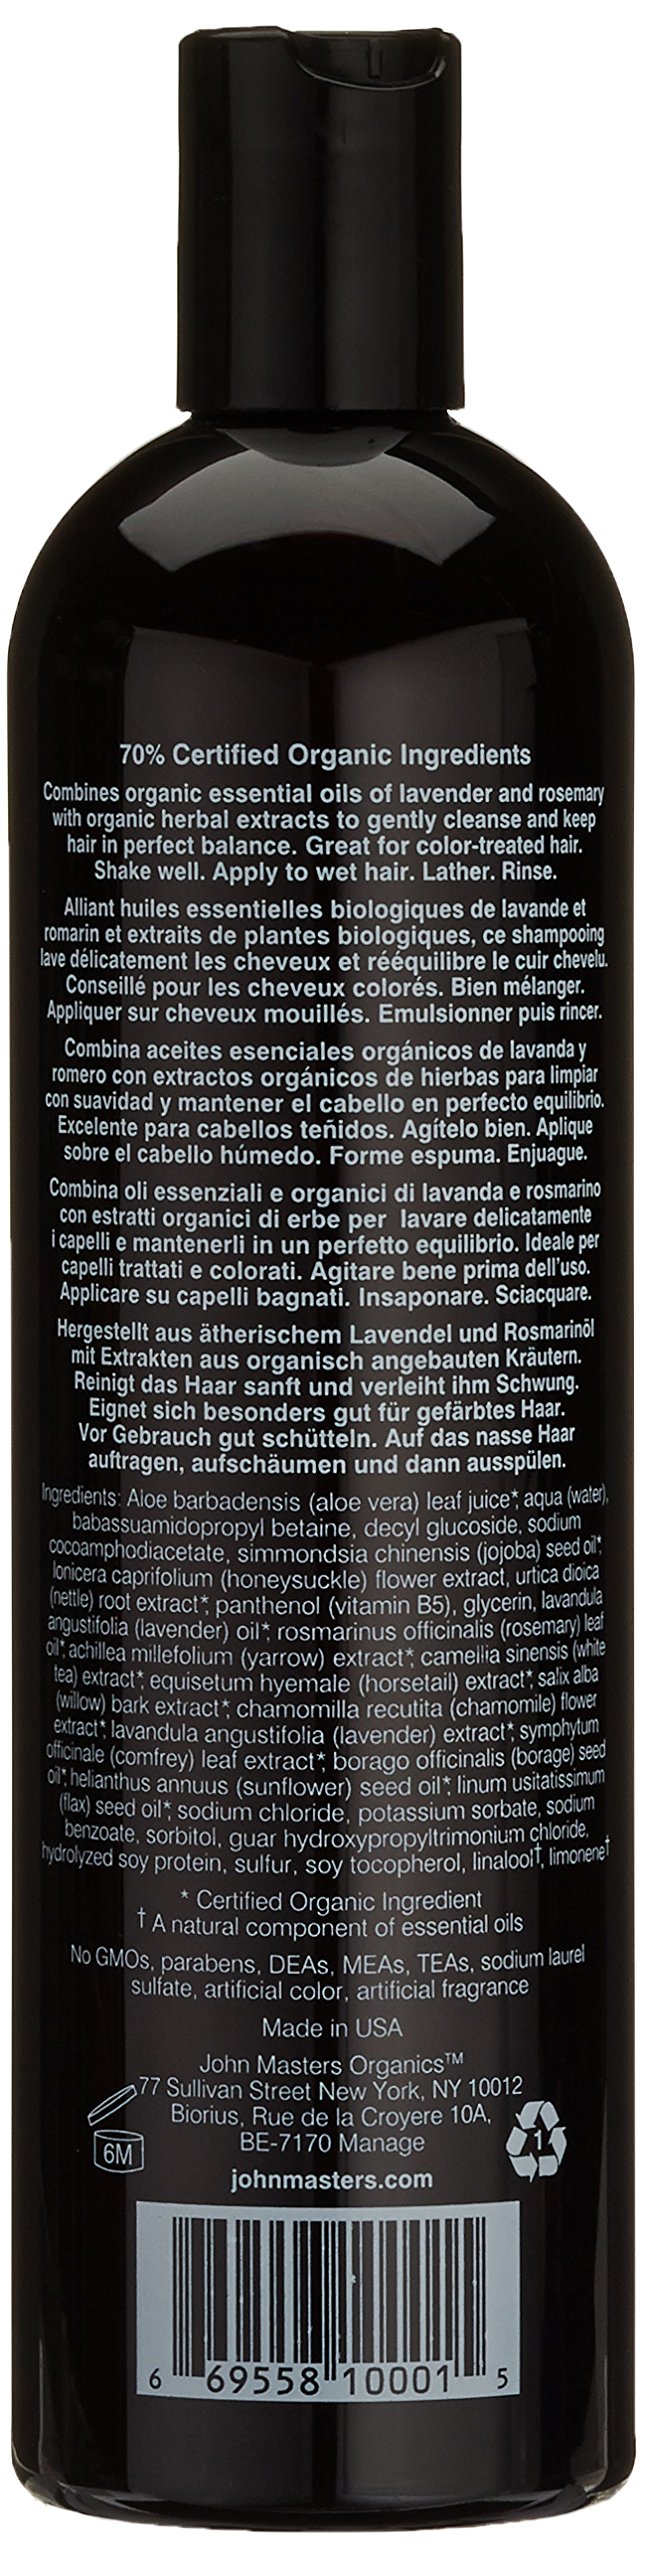 70% Certified Organic Ingredients
Combines organic essential oils of lavender and rosemary
with organic herbal extracts to gently cleanse and keep
hair in perfect balance. Great for color-treated hair.
Shake well. Apply to wet hair. Lather. Rinse.
Alliant huiles essentielles biologiques de lavande et
romarin et extraits de plantes biologiques, ce shampooing
lave délicatement les cheveux et rééquilibre le cuir chevelu.
Conseillé pour les cheveux colorés. Bien mélanger.
Appliquer sur cheveux mouillés. Emulsionner puis rincer.
Combina aceites esenciales orgánicos de lavanda y
romero con extractos orgánicos de hierbas para limpiar
con suavidad y mantener el cabello en perfecto equilibrio.
Excelente para cabellos teñidos. Agítelo bien. Aplique
sobre el cabello húmedo. Forme espuma. Enjuague.
Combina oli essenziali e organici di lavanda e rosmarino
con estratti organici di erbe per lavare delicatamente
i capelli e mantenerli in un perfetto equilibrio. Ideale per
capelli trattati e colorati. Agitare bene prima dell'uso.
Applicare su capelli bagnati. Insaponare. Sciacquare.
Hergestellt aus ätherischem Lavendel und Rosmarinöl
mit Extrakten aus organisch angebauten Kräutern.
Reinigt das Haar sanft und verleiht ihm Schwung.
Eignet sich besonders gut für gefärbtes Haar.
Vor Gebrauch gut schütteln. Auf das nasse Haar
auftragen, aufschäumen und dann ausspülen.
Ingredients: Aloe barbadensis (aloe vera) leaf juice*, aqua (water),
babassuamidopropyl betaine, decyl glucoside, sodium
cocoamphodiacetate, simmondsia chinensis (jojoba) seed oil*,
lonicera caprifolium (honeysuckle) flower extract, urtica dioica
(nettle) root extract*, panthenol (vitamin B5), glycerin, lavandula
angustifolia (lavender) oil*, rosmarinus officinalis (rosemary) leaf
oil*, achillea millefolium (yarrow) extract*, camellia sinensis (white
tea) extract*, equisetum hyemale (horsetail) extract*, salix alba
(willow) bark extract*, chamomilla recutita (chamomile) flower
extract*, lavandula angustifolia (lavender) extract*, symphytum
officinale (comfrey) leaf extract*, borago officinalis (borage) seed
oil*, helianthus annuus (sunflower) seed oil*, linum usitatissimum
(flax) seed oil*, sodium chloride, potassium sorbate, sodium
benzoate, sorbitol, guar hydroxypropyltrimonium chloride,
hydrolyzed soy protein, sulfur, soy tocopherol, linalool†, limonene†
* Certified Organic Ingredient
† A natural component of essential oils
No GMOs, parabens, DEAs, MEAs, TEAs, sodium laurel
sulfate, artificial color, artificial fragrance
Made in USA
John Masters Organics™
77 Sullivan Street New York, NY 10012
Biorius, Rue de la Croyere 10A,
BE-7170 Manage
6M
1
johnmasters.com
6 69558 10001 5